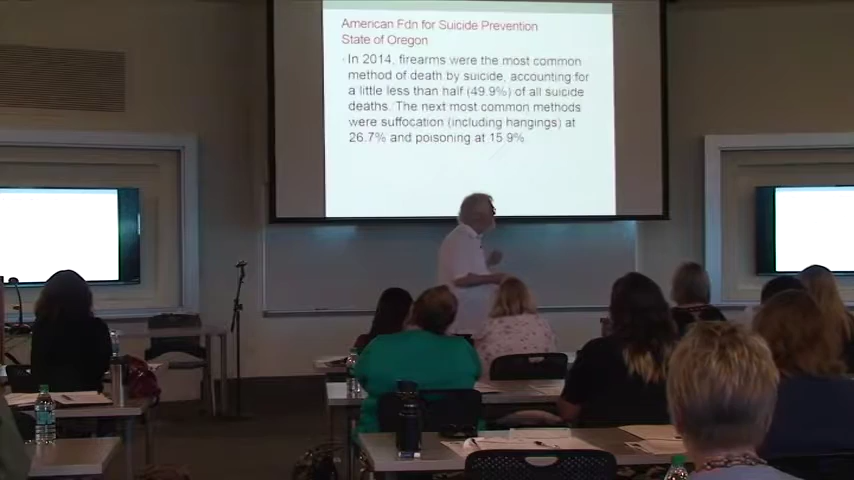 American Fdn for Suicide Prevention
State of Oregon
In 2014, firearms were the most common
method of death by suicide, accounting for
a little less than half (49.9%) of all suicide
deaths. The next most common methods
were suffocation (including hangings) at
26.7% and poisoning at 15.9%.